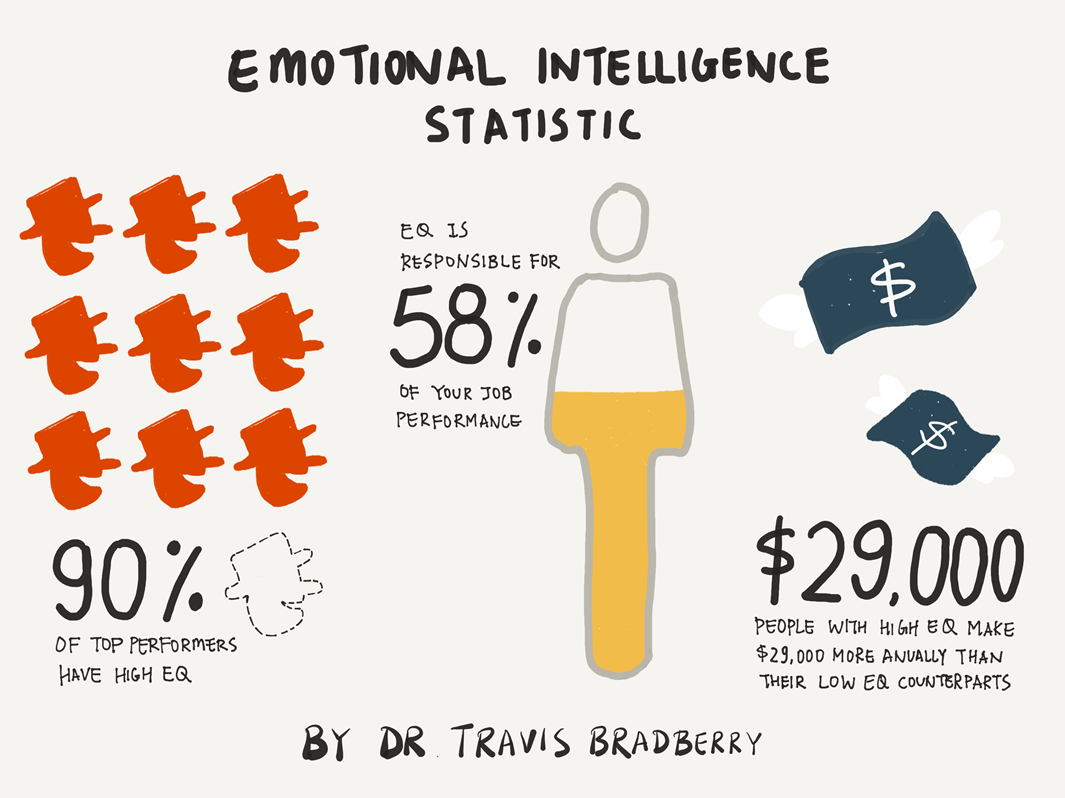 EMOTIONAL INTELLIGENCE
STATISTIC
90%
OF TOP PERFORMERS
HAVE HIGH EQ
EQ IS
RESPONSIBLE FOR
58%
OF YOUR JOB
PERFORMANCE
$
$
$29,000
PEOPLE WITH HIGH EQ MAKE
$29,000 MORE ANUALLY THAN
THEIR LOW EQ COUNTERPARTS
BY DR. TRAVIS BRADBERRY